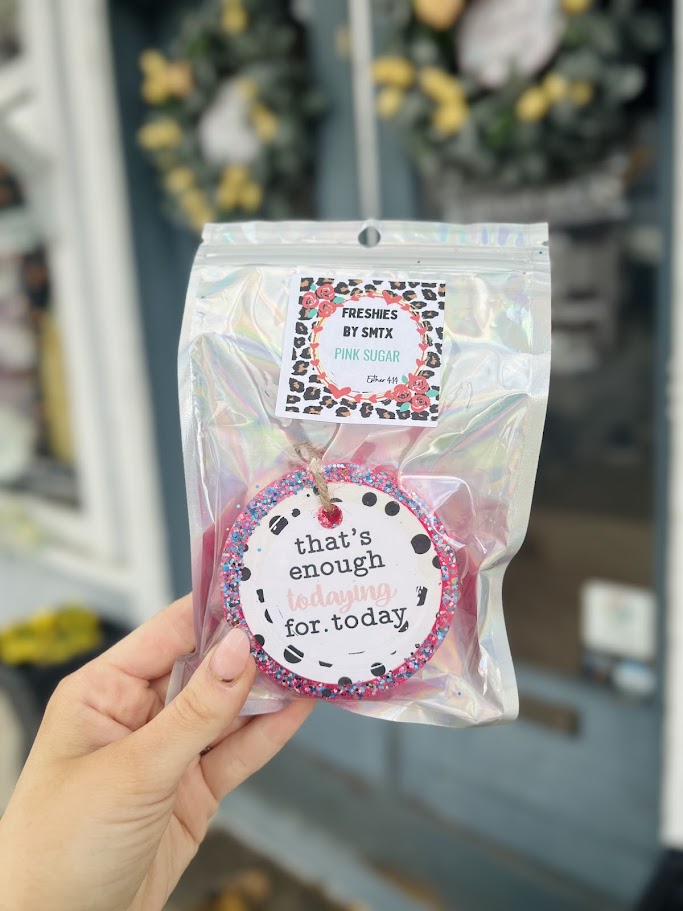 FRESHIES
BY SMTX
PINK SUGAR
Esther 4:14
that's
enough
todaying
for. today